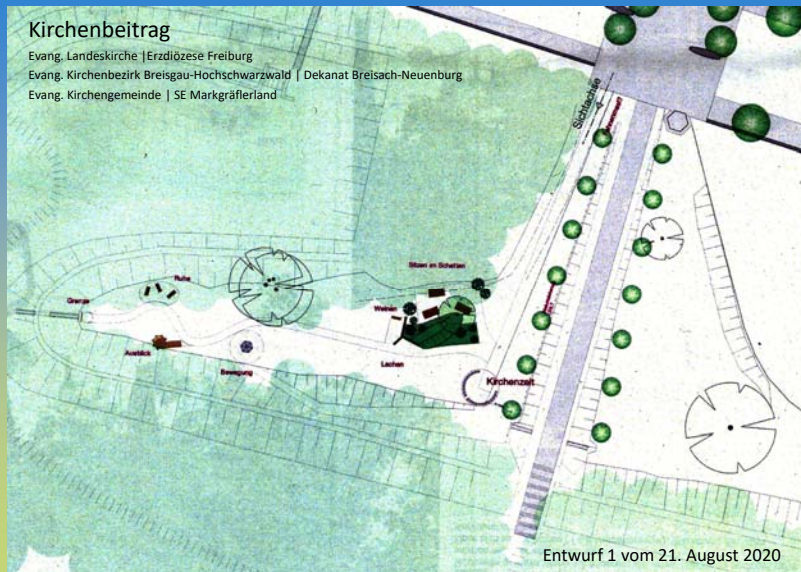 Kirchenbeitrag
Evang. Landeskirche |Erzdiözese Freiburg
Evang. Kirchenbezirk Breisgau-Hochschwarzwald | Dekanat Breisach-Neuenburg
Evang. Kirchengemeinde | SE Markgräflerland
Sichtachse
Sitzen im Schatten
Ruhe
Grenze
Weinen
Ausblick
Bewegung
Lachen
Kirchenzelt
Entwurf 1 vom 21. August 2020